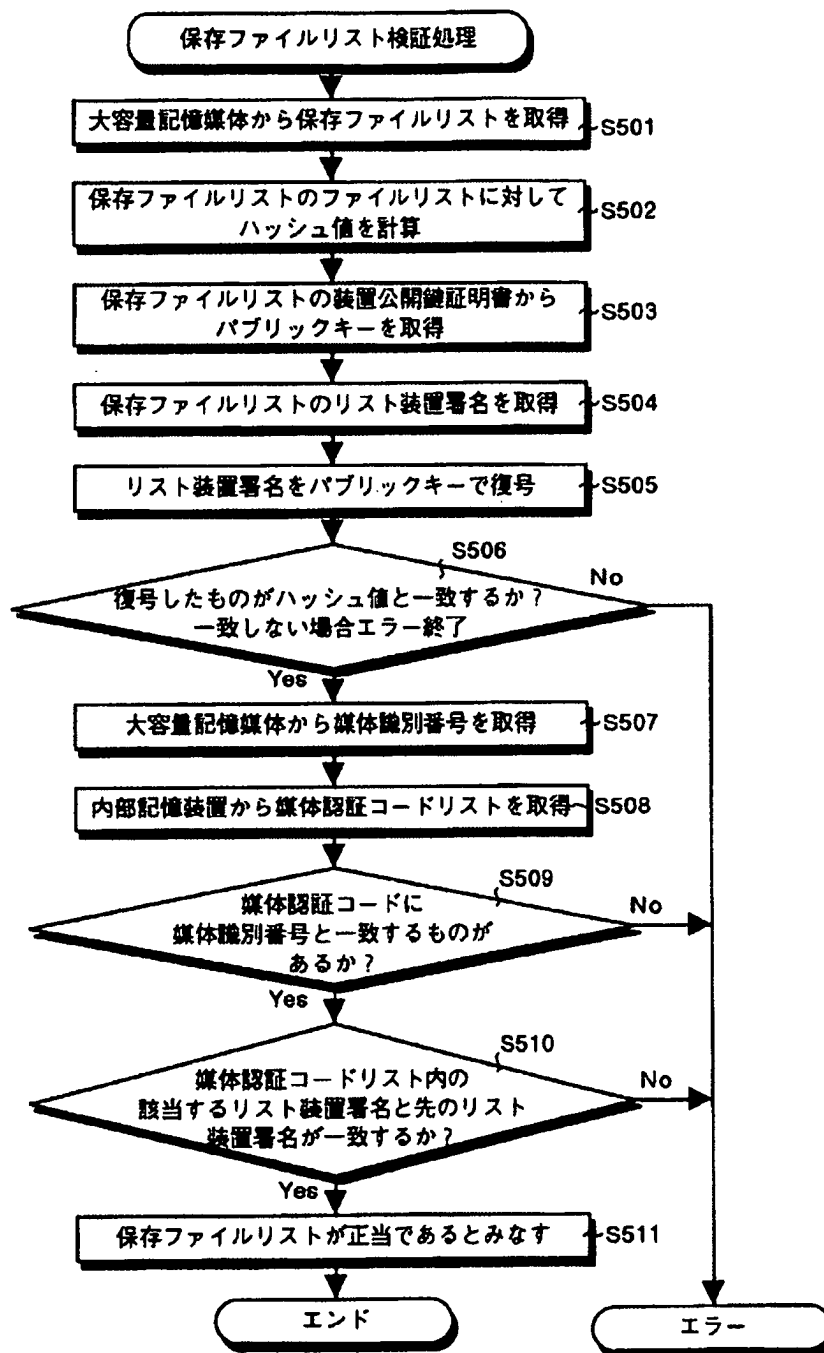 保存ファイルリスト検証処理
大容量記憶媒体から保存ファイルリストを取得
S501
保存ファイルリストのファイルリストに対して
ハッシュ値を計算
S502
保存ファイルリストの装置公開鍵証明書から
パブリックキーを取得
S503
保存ファイルリストのリスト装置署名を取得
S504
リスト装置署名をパブリックキーで復号
S505
S506
復号したものがハッシュ値と一致するか?
一致しない場合エラー終了
No
Yes
大容量記憶媒体から媒体識別番号を取得
S507
内部記憶装置から媒体認証コードリストを取得
S508
S509
媒体認証コードに
媒体識別番号と一致するものが
あるか?
No
Yes
S510
媒体認証コードリスト内の
該当するリスト装置署名と先のリスト
装置署名が一致するか?
No
Yes
保存ファイルリストが正当であるとみなす
S511
エンド
エラー